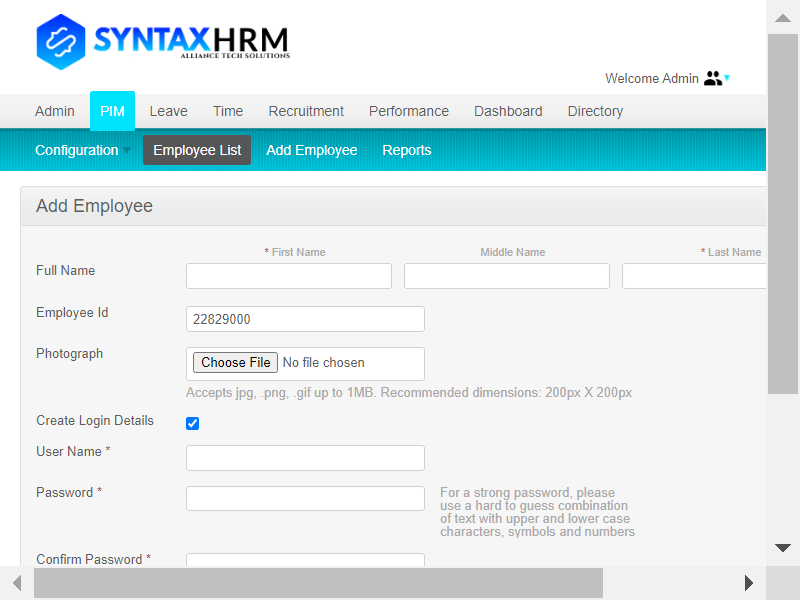 SYNTAXHRM
ALLIANCE TECH SOLUTIONS
Welcome Admin
Admin PIM Leave Time Recruitment Performance Dashboard Directory
Configuration Employee List Add Employee Reports
Add Employee
* First Name Middle Name * Last Name
Full Name
Employee Id 22829000
Photograph Choose File No file chosen
Accepts jpg, .png, .gif up to 1MB. Recommended dimensions: 200px X 200px
Create Login Details
User Name *
Password * For a strong password, please
use a hard to guess combination
of text with upper and lower case
characters, symbols and numbers
Confirm Password *